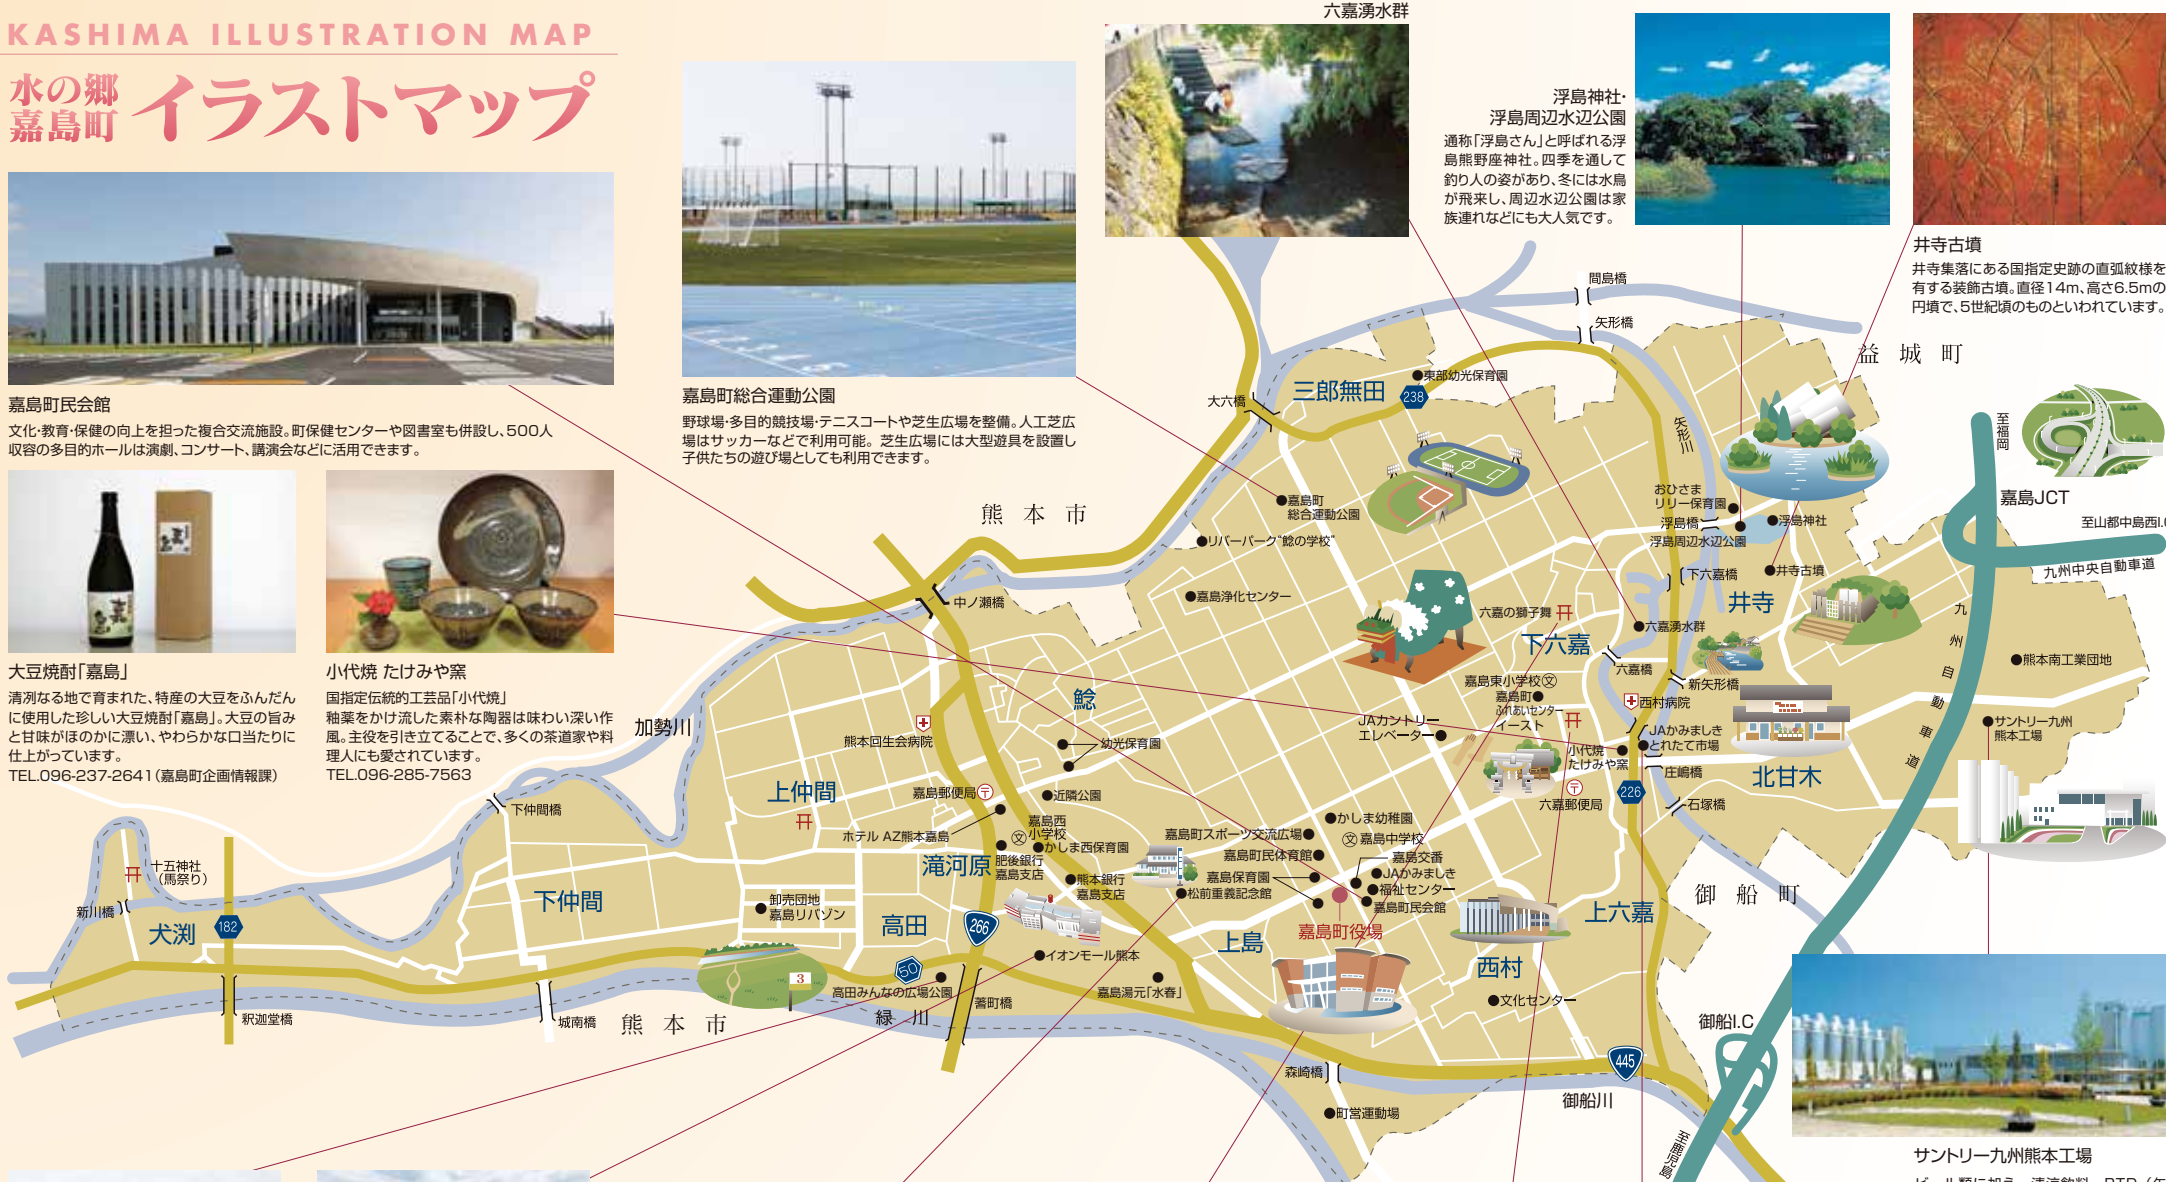 KASHIMA ILLUSTRATION MAP
水の郷
嘉島町
イラストマップ
嘉島町民会館
文化・教育・保健の向上を担った複合交流施設。町保健センターや図書室も併設し、500人
収容の多目的ホールは演劇、コンサート、講演会などに活用できます。
大豆焼酎「嘉島」
清冽なる地で育まれた、特産の大豆をふんだん
に使用した珍しい大豆焼酎「嘉島」。大豆の旨み
と甘味がほのかに漂い、やわらかな口当たりに
仕上がっています。
TEL.096-237-2641(嘉島町企画情報課)
小代焼 たけみや窯
国指定伝統的工芸品「小代焼」
釉薬をかけ流した素朴な陶器は味わい深い作
風。主役を引き立てることで、多くの茶道家や料
理人にも愛されています。
TEL.096-285-7563
嘉島町総合運動公園
野球場・多目的競技場・テニスコートや芝生広場を整備。人工芝広
場はサッカーなどで利用可能。芝生広場には大型遊具を設置し
子供たちの遊び場としても利用できます。
六嘉湧水群
浮島神社・
浮島周辺水辺公園
通称「浮島さん」と呼ばれる浮
島熊野座神社。四季を通して
釣り人の姿があり、冬には水鳥
が飛来し、周辺水辺公園は家
族連れなどにも大人気です。
井寺古墳
井寺集落にある国指定史跡の直弧紋様を
有する装飾古墳。直径14m、高さ6.5mの
円墳で、5世紀頃のものといわれています。
間島橋
矢形橋
益城町
大六橋
三郎無田
東部幼光保育園
238
矢形川
至福岡
嘉島JCT
至山都中島西I.
九州中央自動車道
熊本市
嘉島町
総合運動公園
リバーパーク“鯰の学校”
おひさま
リリー保育園
浮島橋
浮島神社
浮島周辺水辺公園
下六嘉橋
井寺古墳
井寺
九州自動車道
中ノ瀬橋
嘉島浄化センター
六嘉の獅子舞
下六嘉
六嘉湧水群
六嘉橋
新矢形橋
熊本南工業団地
サントリー九州
熊本工場
嘉島東小学校
文
嘉島町
ふれあいセンター
イースト
西村病院
JAかみましき
とれたて市場
小代焼
たけみや窯
庄嶋橋
北甘木
六嘉郵便局
226
石塚橋
JAカントリー
エレベーター
加勢川
鯰
熊本回生会病院
幼光保育園
上仲間
嘉島郵便局
近隣公園
ホテル AZ熊本嘉島
嘉島西
小学校
文
かしま西保育園
下仲間橋
滝河原
肥後銀行
嘉島支店
熊本銀行
嘉島支店
かしま幼稚園
嘉島町スポーツ交流広場
文
嘉島中学校
嘉島町民体育館
嘉島交番
JAかみましき
嘉島保育園
福祉センター
松前重義記念館
嘉島町民会館
嘉島町役場
十五神社
(馬祭り)
新川橋
犬渕
182
下仲間
卸売団地
嘉島リバゾン
高田
266
50
3
高田みんなの広場公園
イオンモール熊本
嘉島湯元「水春」
蓍町橋
上島
西村
上六嘉
御船町
文化センター
釈迦堂橋
城南橋
熊本市
緑川
森崎橋
町営運動場
445
御船川
御船I.C
至鹿児島
サントリー九州熊本工場